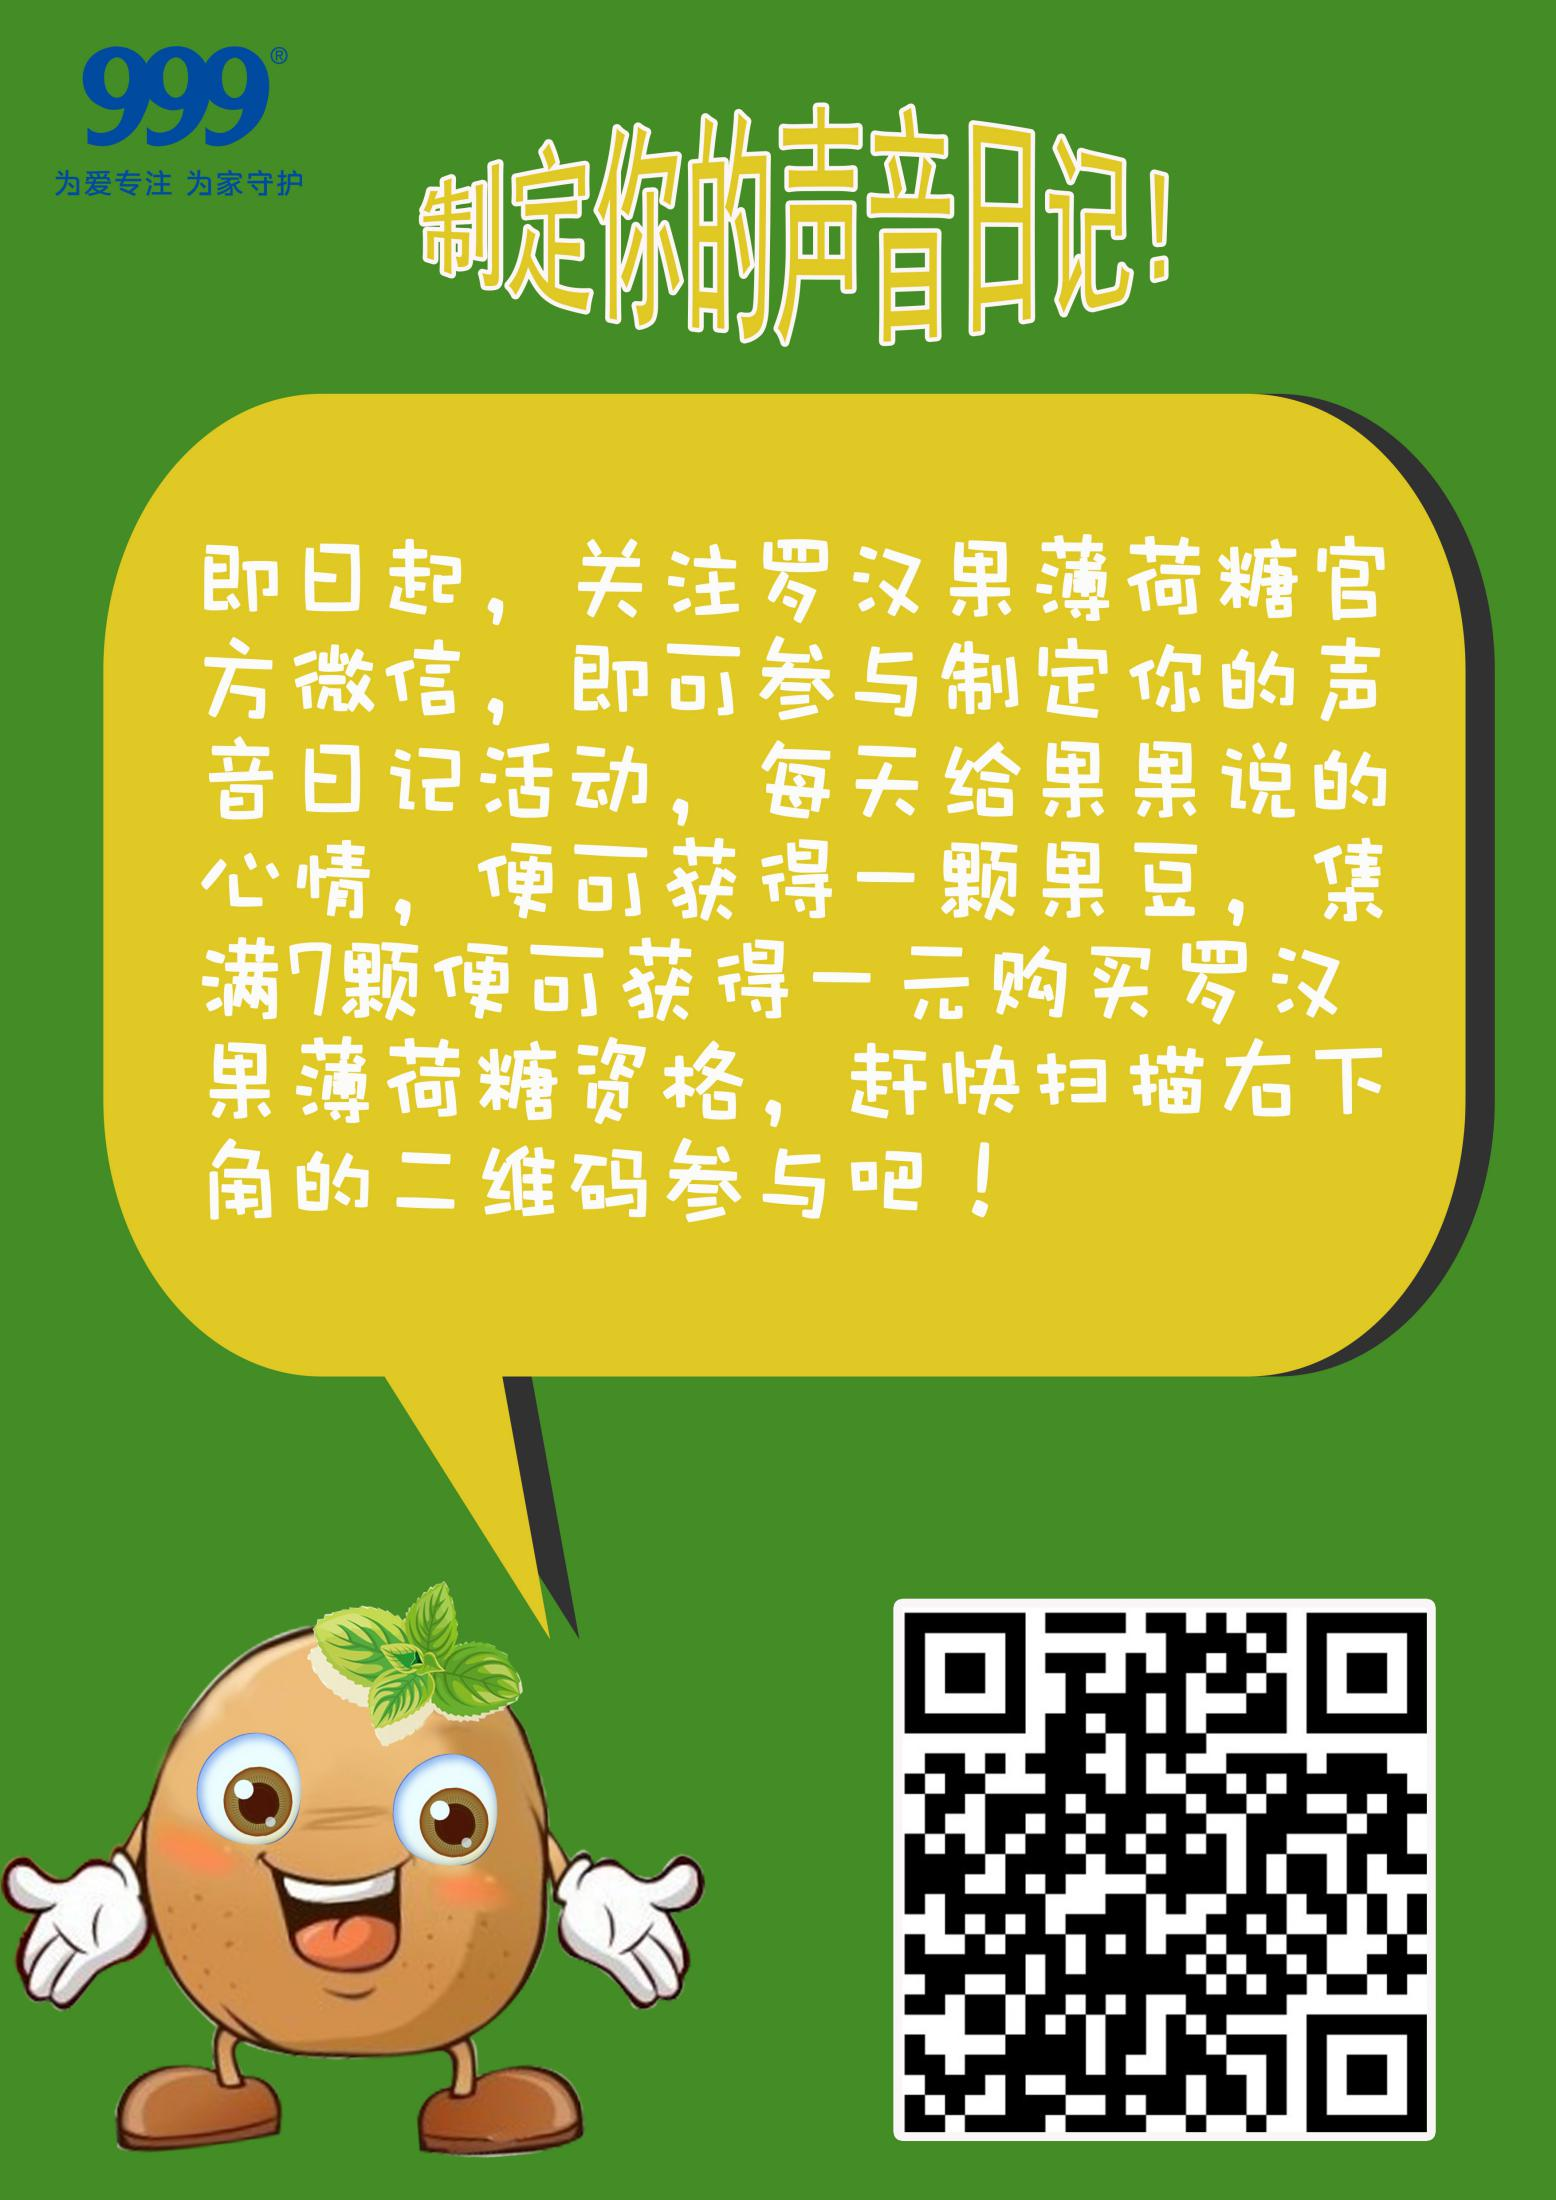 999®
为爱专注 为家守护
制定你的声音日记！
即日起，关注罗汉果薄荷糖官
方微信，即可参与制定你的声
音日记活动，每天给果果说的
心情，便可获得一颗果豆，集
满7颗便可获得一元购买罗汉
果薄荷糖资格，赶快扫描右下
角的二维码参与吧！